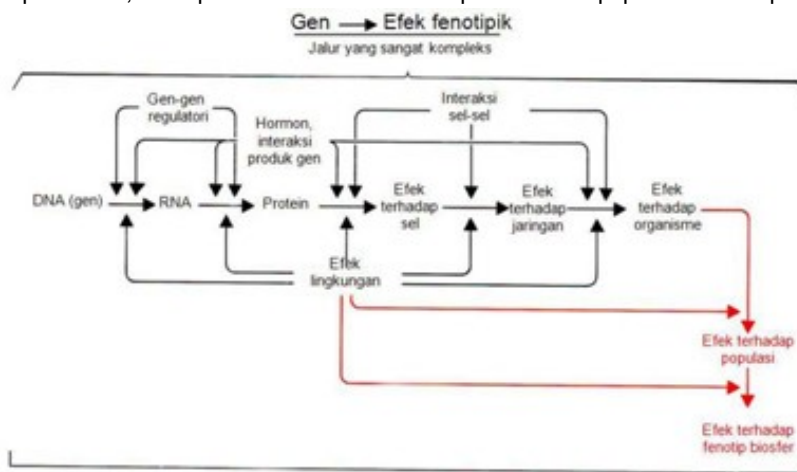 Gen → Efek fenotipik
Jalur yang sangat kompleks
Gen-gen
regulatori
Hormon,
interaksi
produk gen
Interaksi
sel-sel
DNA (gen)
RNA
Protein
Efek
terhadap
sel
Efek
terhadap
jaringan
Efek
terhadap
organisme
Efek
lingkungan
Efek terhadap
populasi
Efek terhadap
fenotip biosfer